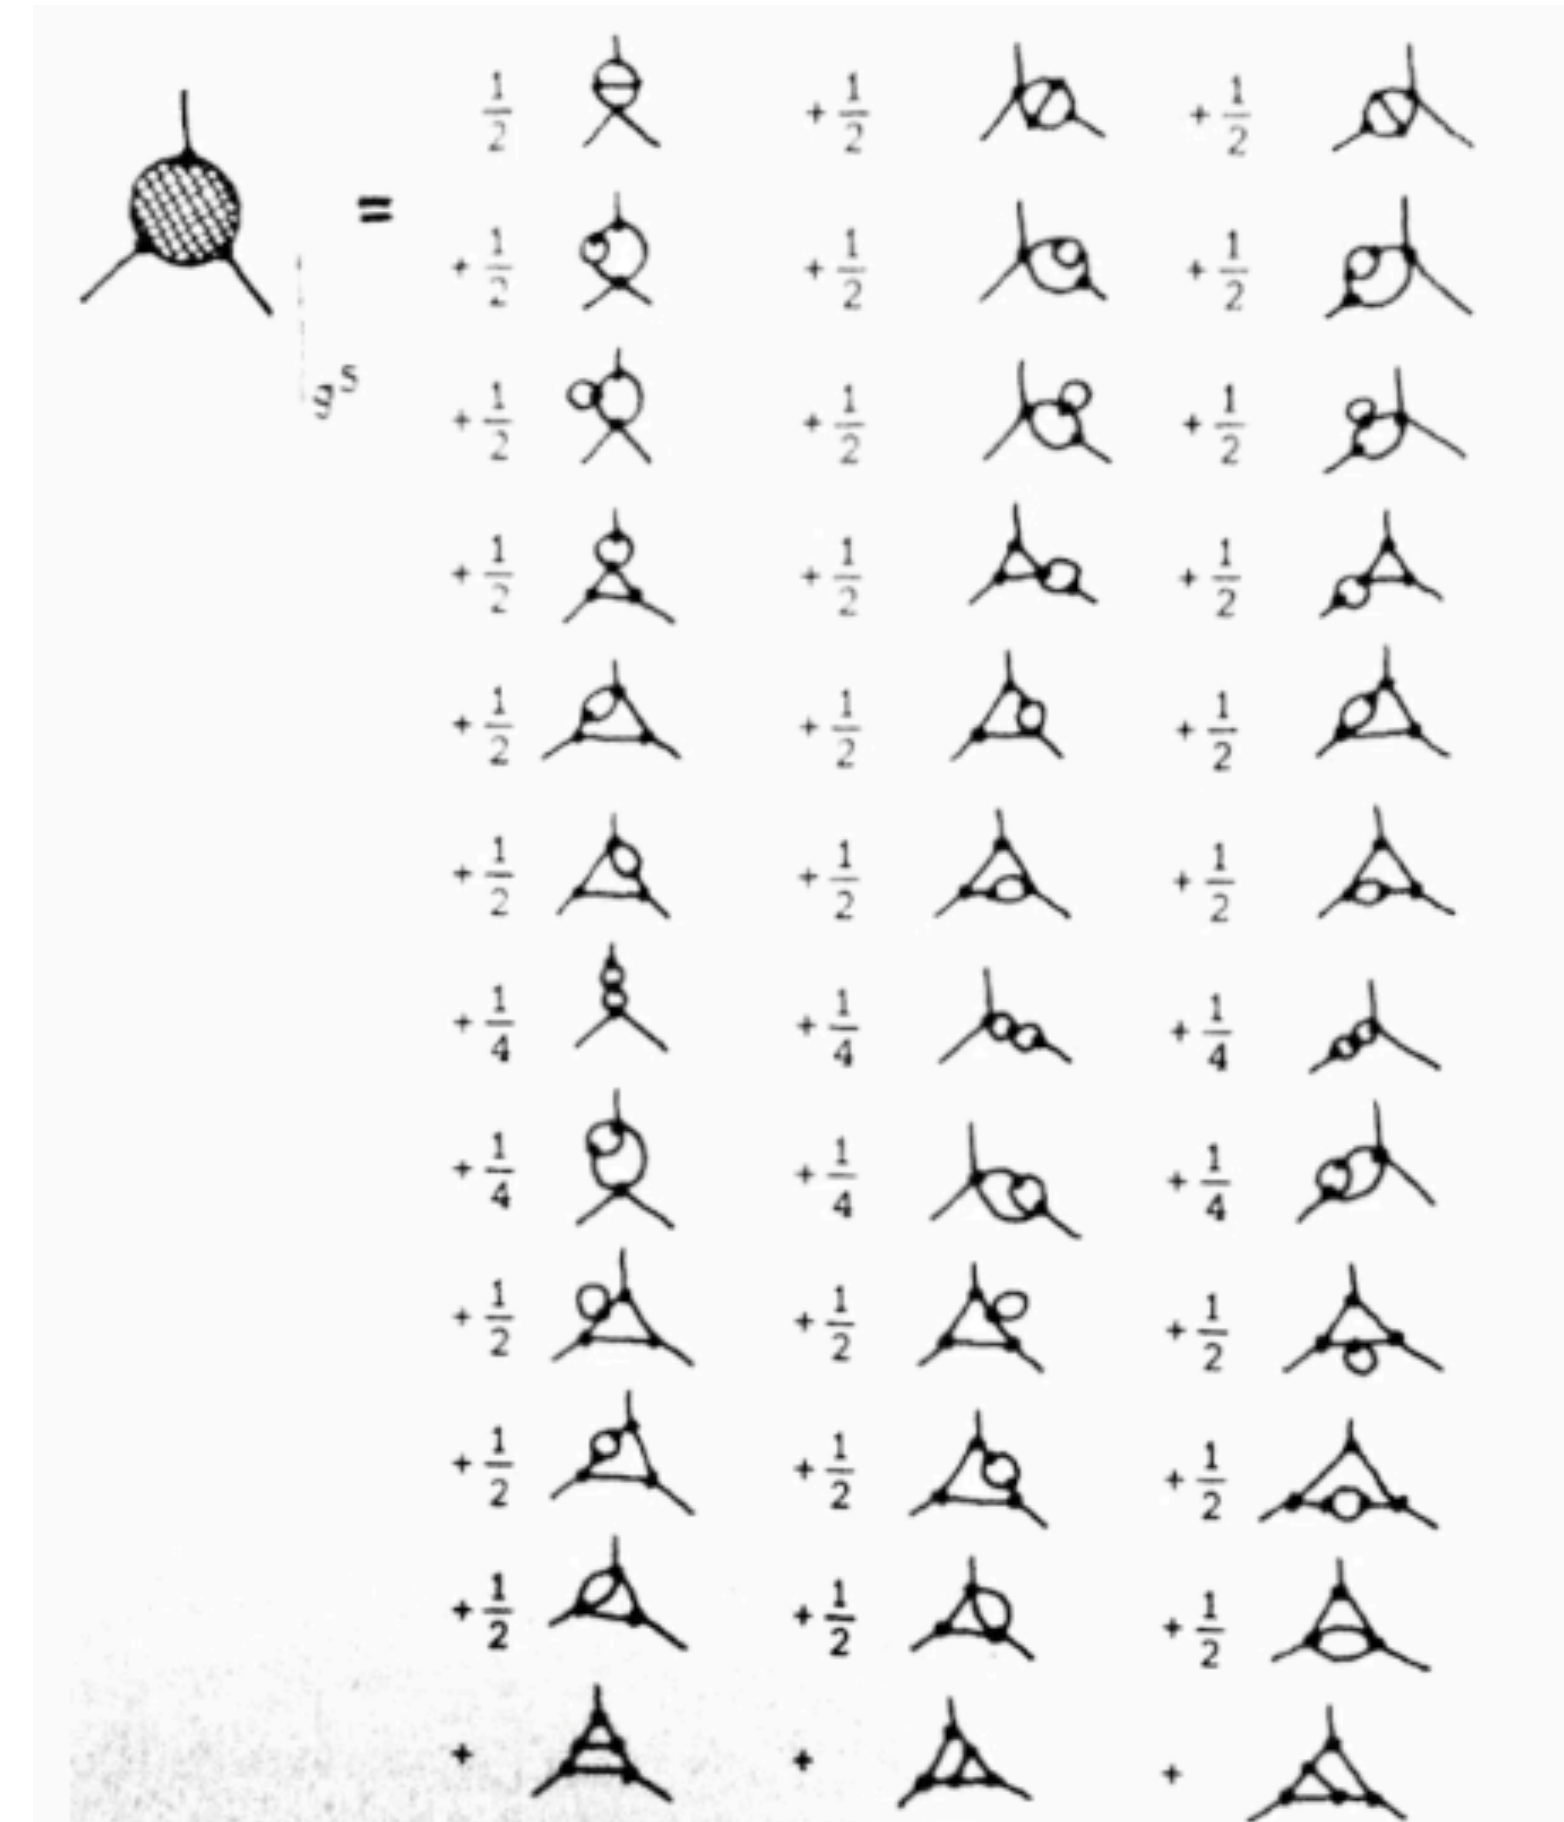 1/2 + 1/2 + 1/2
= + 1/2 + 1/2 + 1/2
g⁵ + 1/2 + 1/2 + 1/2
+ 1/2 + 1/2 + 1/2
+ 1/2 + 1/2 + 1/2
+ 1/2 + 1/2 + 1/2
+ 1/4 + 1/4 + 1/4
+ 1/4 + 1/4 + 1/4
+ 1/2 + 1/2 + 1/2
+ 1/2 + 1/2 + 1/2
+ 1/2 + 1/2 + 1/2
+ + +